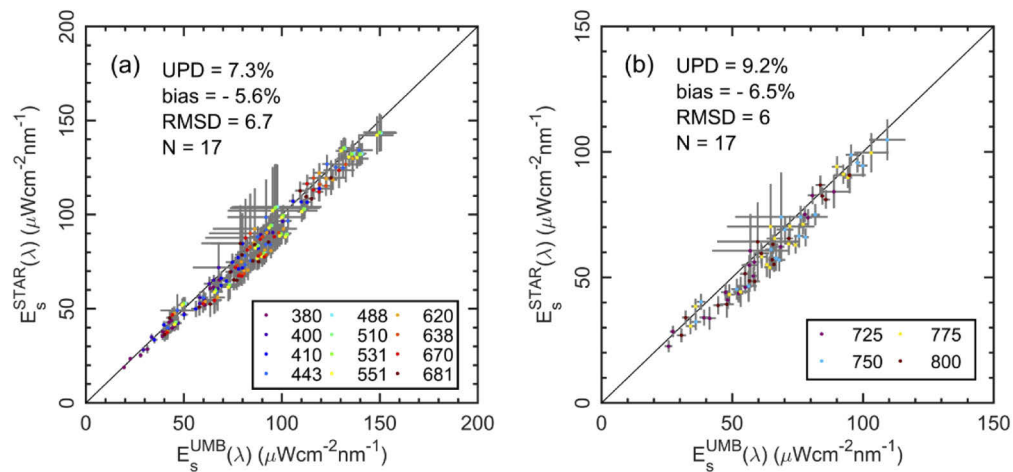 (a)
UPD = 7.3%
bias = - 5.6%
RMSD = 6.7
N = 17
200
150
100
50
0
E_s^STAR(λ) (μWcm⁻²nm⁻¹)
380 488 620
400 510 638
410 531 670
443 551 681
0 50 100 150 200
E_s^UMB(λ) (μWcm⁻²nm⁻¹)
(b)
UPD = 9.2%
bias = - 6.5%
RMSD = 6
N = 17
150
100
50
0
E_s^STAR(λ) (μWcm⁻²nm⁻¹)
725 775
750 800
0 50 100 150
E_s^UMB(λ) (μWcm⁻²nm⁻¹)